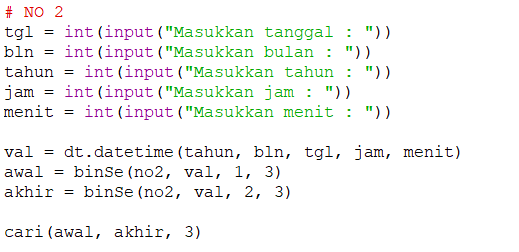 # NO 2
tgl = int(input("Masukkan tanggal : "))
bln = int(input("Masukkan bulan : "))
tahun = int(input("Masukkan tahun : "))
jam = int(input("Masukkan jam : "))
menit = int(input("Masukkan menit : "))
val = dt.datetime(tahun, bln, tgl, jam, menit)
awal = binSe(no2, val, 1, 3)
akhir = binSe(no2, val, 2, 3)
cari(awal, akhir, 3)